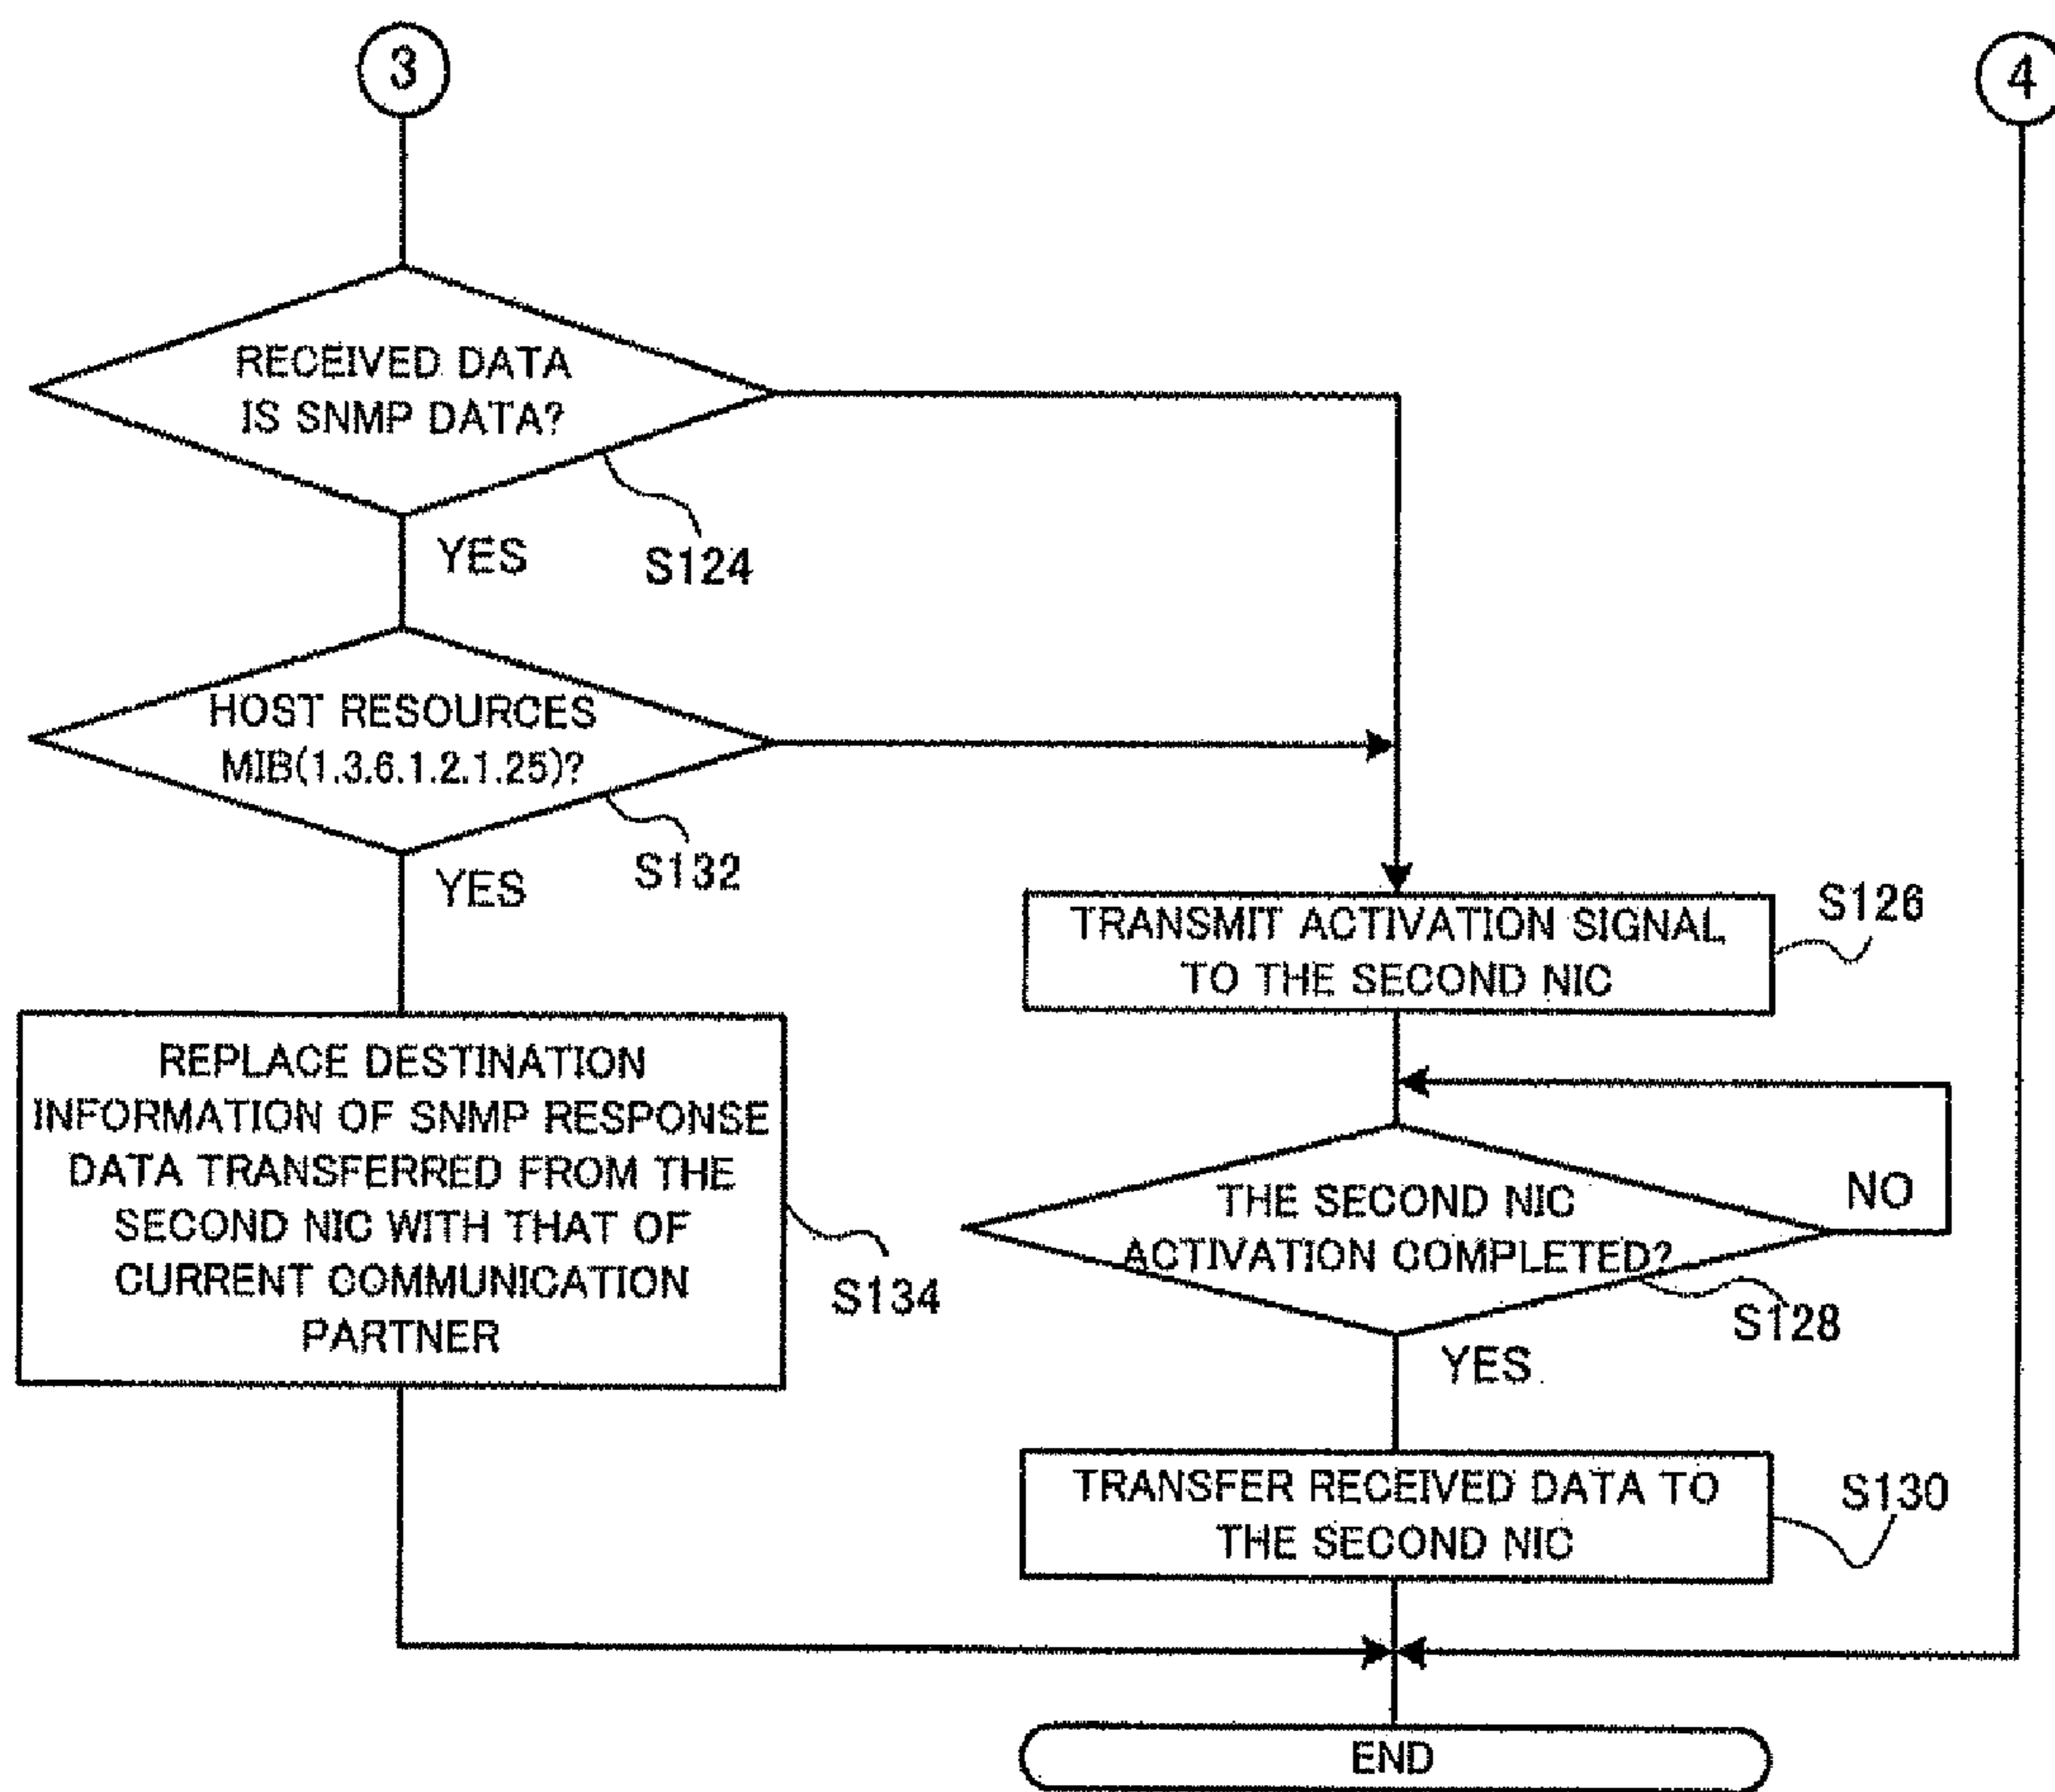 3
4
RECEIVED DATA
IS SNMP DATA?
YES
S124
HOST RESOURCES
MIB(1.3.6.1.2.1.25)?
YES
S132
TRANSMIT ACTIVATION SIGNAL
TO THE SECOND NIC
S126
REPLACE DESTINATION
INFORMATION OF SNMP RESPONSE
DATA TRANSFERRED FROM THE
SECOND NIC WITH THAT OF
CURRENT COMMUNICATION
PARTNER
S134
THE SECOND NIC
ACTIVATION COMPLETED?
NO
S128
YES
TRANSFER RECEIVED DATA TO
THE SECOND NIC
S130
END